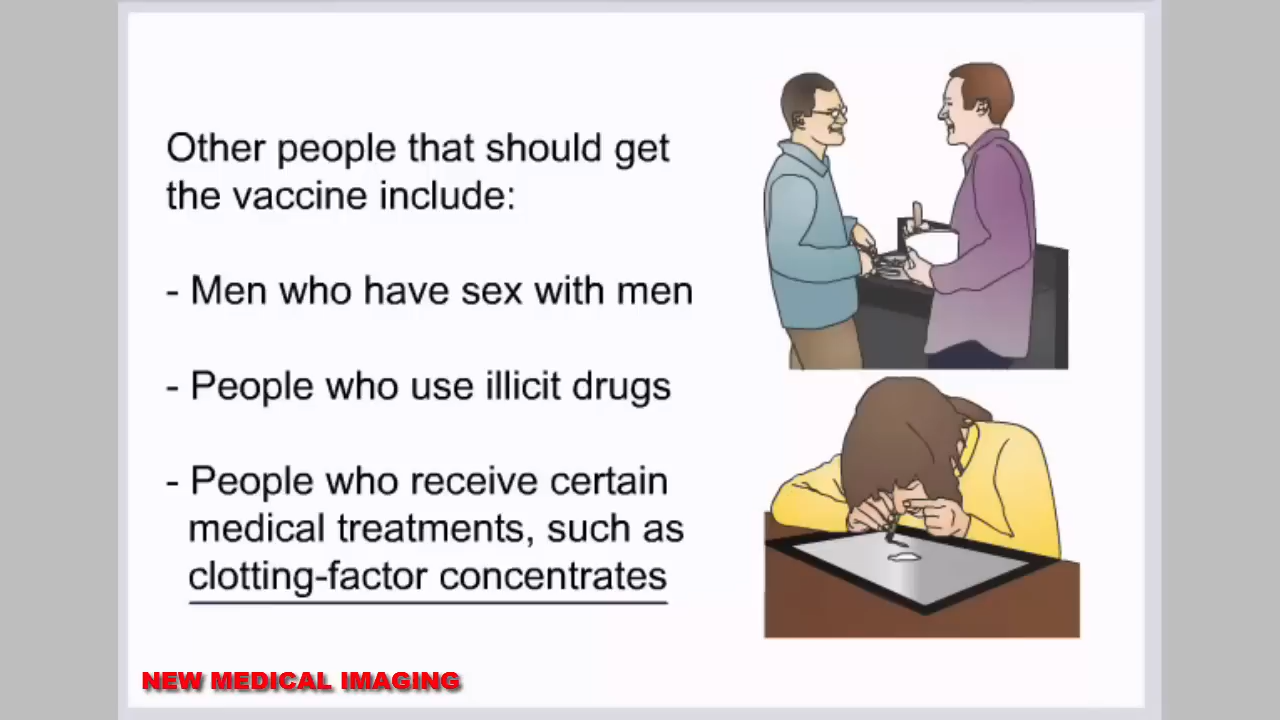 Other people that should get
the vaccine include:
- Men who have sex with men
- People who use illicit drugs
- People who receive certain
medical treatments, such as
clotting-factor concentrates
NEW MEDICAL IMAGING